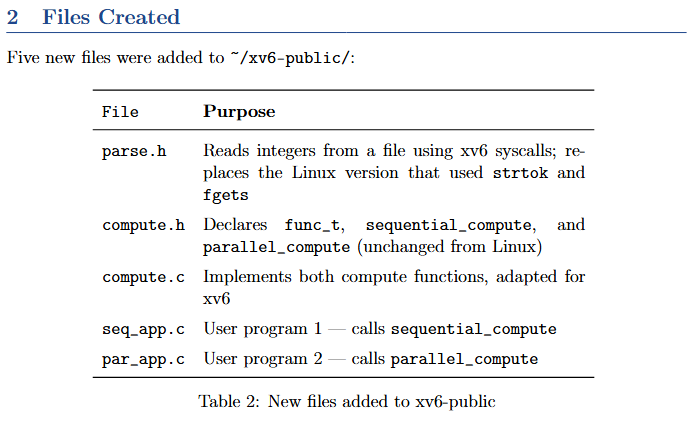 2 Files Created
Five new files were added to ~/xv6-public/:
File Purpose
parse.h Reads integers from a file using xv6 syscalls; re-
places the Linux version that used strtok and
fgets
compute.h Declares func_t, sequential_compute, and
parallel_compute (unchanged from Linux)
compute.c Implements both compute functions, adapted for
xv6
seq_app.c User program 1 — calls sequential_compute
par_app.c User program 2 — calls parallel_compute
Table 2: New files added to xv6-public